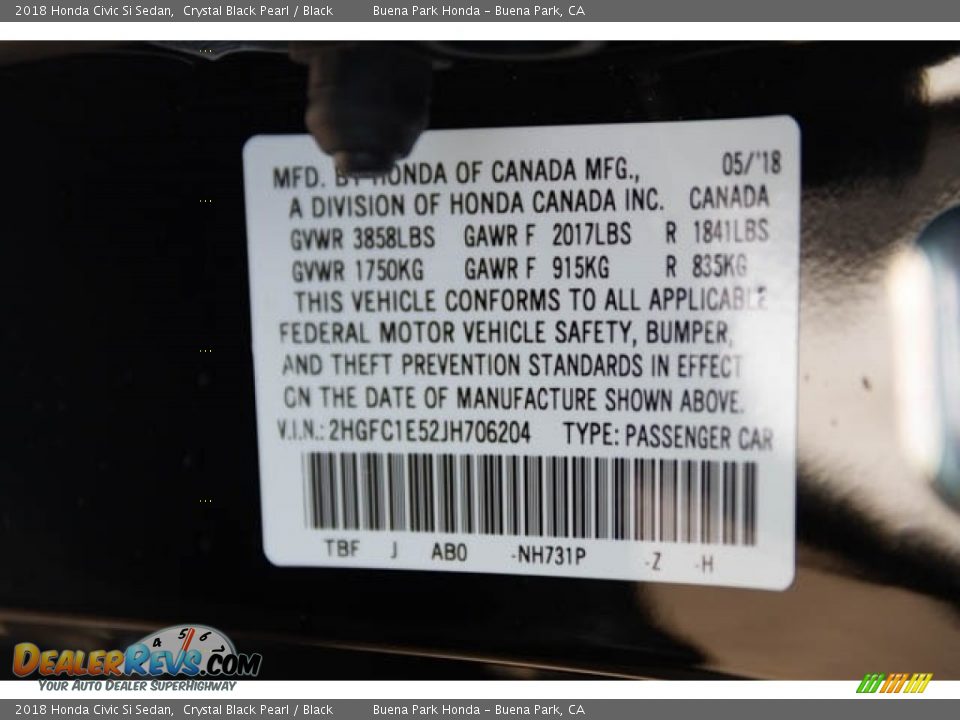 2018 Honda Civic Si Sedan, Crystal Black Pearl / Black Buena Park Honda - Buena Park, CA
MFD. BY HONDA OF CANADA MFG., 05/'18
A DIVISION OF HONDA CANADA INC. CANADA
GVWR 3858LBS GAWR F 2017LBS R 1841LBS
GVWR 1750KG GAWR F 915KG R 835KG
THIS VEHICLE CONFORMS TO ALL APPLICABLE
FEDERAL MOTOR VEHICLE SAFETY, BUMPER,
AND THEFT PREVENTION STANDARDS IN EFFECT
ON THE DATE OF MANUFACTURE SHOWN ABOVE.
V.I.N.: 2HGFC1E52JH706204 TYPE: PASSENGER CAR
TBF J AB0 -NH731P -Z -H
4 5 6
DEALERREVS.COM
YOUR AUTO DEALER SUPERHIGHWAY
2018 Honda Civic Si Sedan, Crystal Black Pearl / Black Buena Park Honda - Buena Park, CA